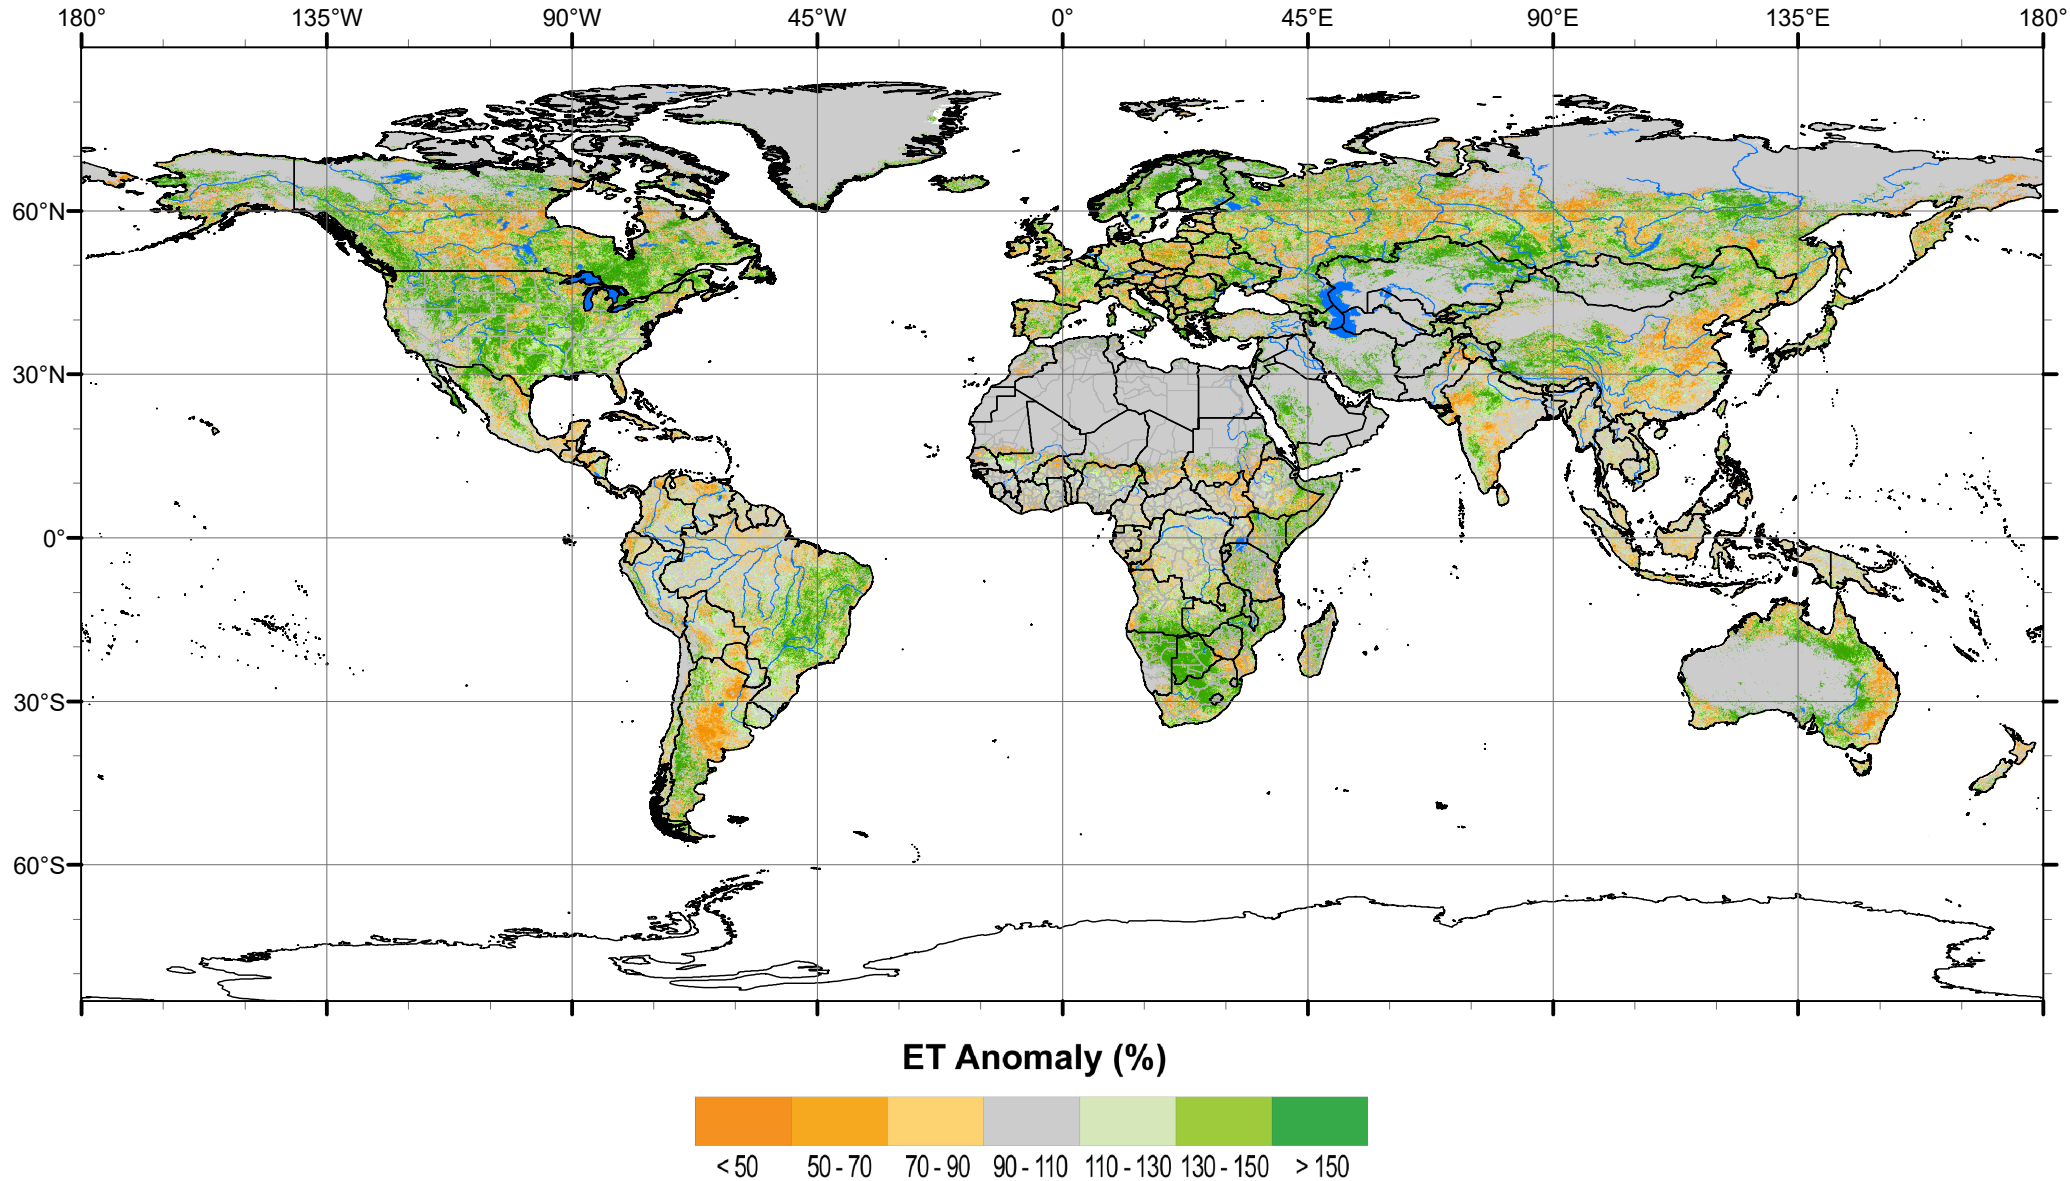 180° 135°W 90°W 45°W 0° 45°E 90°E 135°E 180°
60°N
30°N
0°
30°S
60°S
ET Anomaly (%)
< 50 50 - 70 70 - 90 90 - 110 110 - 130 130 - 150 > 150